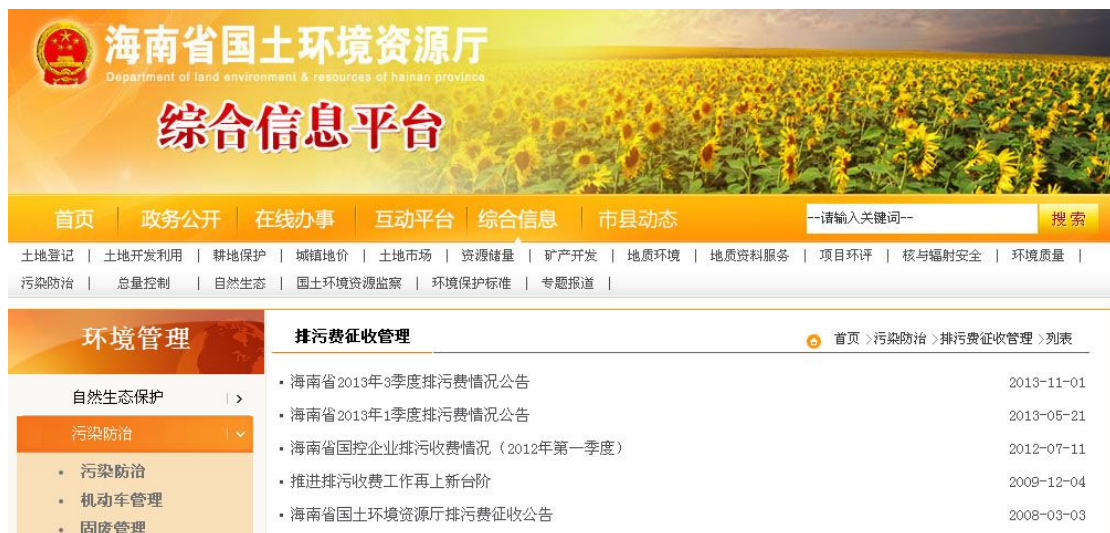 海南省国土环境资源厅
Department of land environment & resources of hainan province
综合信息平台
首页 政务公开 在线办事 互动平台 综合信息 市县动态 --请输入关键词-- 搜索
土地登记 | 土地开发利用 | 耕地保护 | 城镇地价 | 土地市场 | 资源储量 | 矿产开发 | 地质环境 | 地质资料服务 | 项目环评 | 核与辐射安全 | 环境质量 |
污染防治 | 总量控制 | 自然生态 | 国土环境资源监察 | 环境保护标准 | 专题报道 |
环境管理 排污费征收管理 首页 >污染防治 >排污费征收管理 >列表
自然生态保护
污染防治
• 污染防治
• 机动车管理
• 固废管理
▪ 海南省2013年3季度排污费情况公告 2013-11-01
▪ 海南省2013年1季度排污费情况公告 2013-05-21
▪ 海南省国控企业排污收费情况（2012年第一季度） 2012-07-11
▪ 推进排污收费工作再上新台阶 2009-12-04
▪ 海南省国土环境资源厅排污费征收公告 2008-03-03